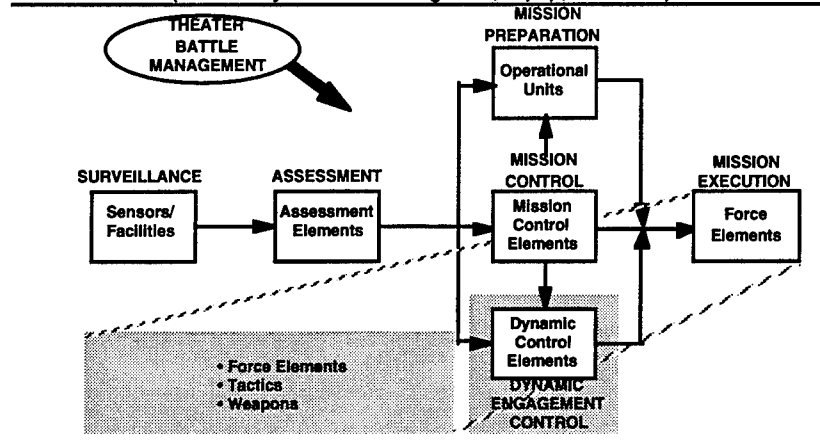 THEATER
BATTLE
MANAGEMENT
MISSION
PREPARATION
Operational
Units
SURVEILLANCE
Sensors/
Facilities
ASSESSMENT
Assessment
Elements
MISSION
CONTROL
Mission
Control
Elements
MISSION
EXECUTION
Force
Elements
Dynamic
Control
Elements
DYNAMIC
ENGAGEMENT
CONTROL
• Force Elements
• Tactics
• Weapons